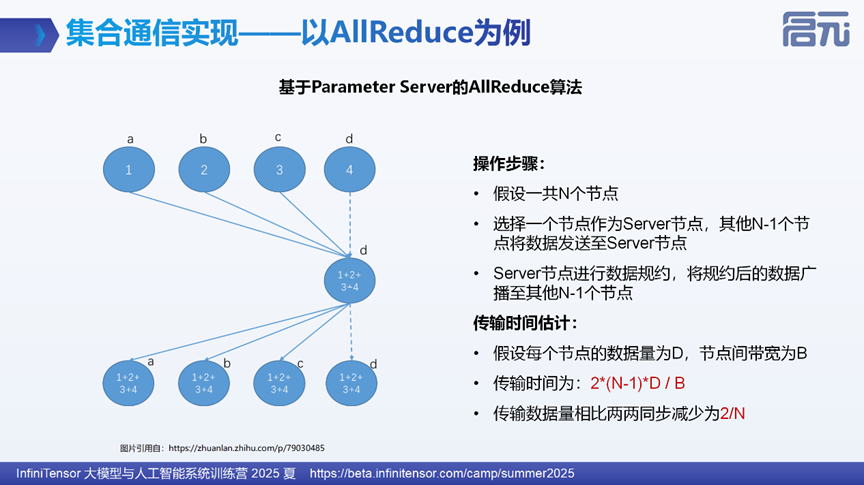 集合通信实现——以AllReduce为例
启元
基于Parameter Server的AllReduce算法
a
b
c
d
1
2
3
4
d
1+2+
3+4
a
b
c
d
1+2+
3+4
1+2+
3+4
1+2+
3+4
1+2+
3+4
操作步骤：
• 假设一共N个节点
• 选择一个节点作为Server节点，其他N-1个节
点将数据发送至Server节点
• Server节点进行数据规约，将规约后的数据广
播至其他N-1个节点
传输时间估计：
• 假设每个节点的数据量为D，节点间带宽为B
• 传输时间为：2*(N-1)*D / B
• 传输数据量相比两两同步减少为2/N
图片引用自：https://zhuanlan.zhihu.com/p/79030485
InfiniTensor 大模型与人工智能系统训练营 2025 夏 https://beta.infinitensor.com/camp/summer2025